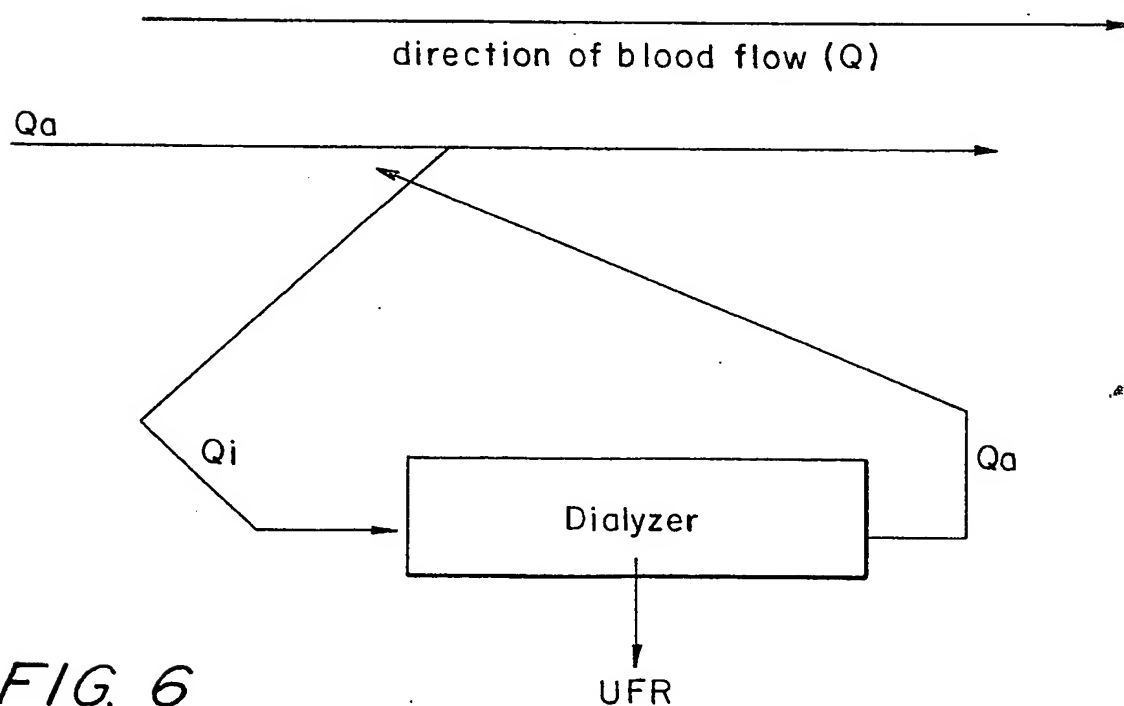 direction of blood flow (Q)
Qa
Qi
Qa
Dialyzer
UFR
FIG. 6